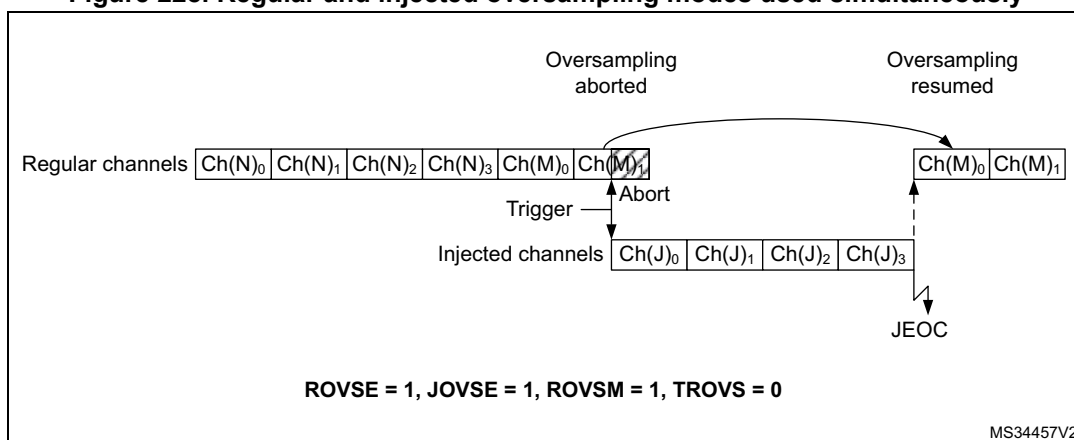 Figure 226. Regular and injected oversampling modes used simultaneously
Oversampling aborted
Oversampling resumed
Regular channels Ch(N)₀ Ch(N)₁ Ch(N)₂ Ch(N)₃ Ch(M)₀ Ch(M)₁ Ch(M)₀ Ch(M)₁
Abort
Trigger
Injected channels Ch(J)₀ Ch(J)₁ Ch(J)₂ Ch(J)₃
JEOC
ROVSE = 1, JOVSE = 1, ROVSM = 1, TROVS = 0
MS34457V2